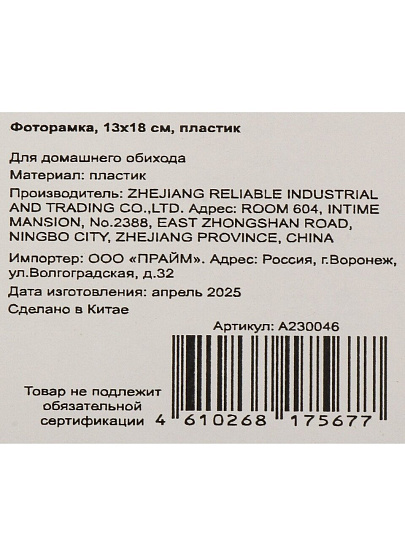 Фоторамка, 13х18 см, пластик
Для домашнего обихода
Материал: пластик
Производитель: ZHEJIANG RELIABLE INDUSTRIAL
AND TRADING CO.,LTD. Адрес: ROOM 604, INTIME
MANSION, No.2388, EAST ZHONGSHAN ROAD,
NINGBO CITY, ZHEJIANG PROVINCE, CHINA
Импортер: ООО «ПРАЙМ». Адрес: Россия, г.Воронеж,
ул.Волгоградская, д.32
Дата изготовления: апрель 2025
Сделано в Китае
Артикул: A230046
Товар не подлежит
обязательной
сертификации
4 610268 175677